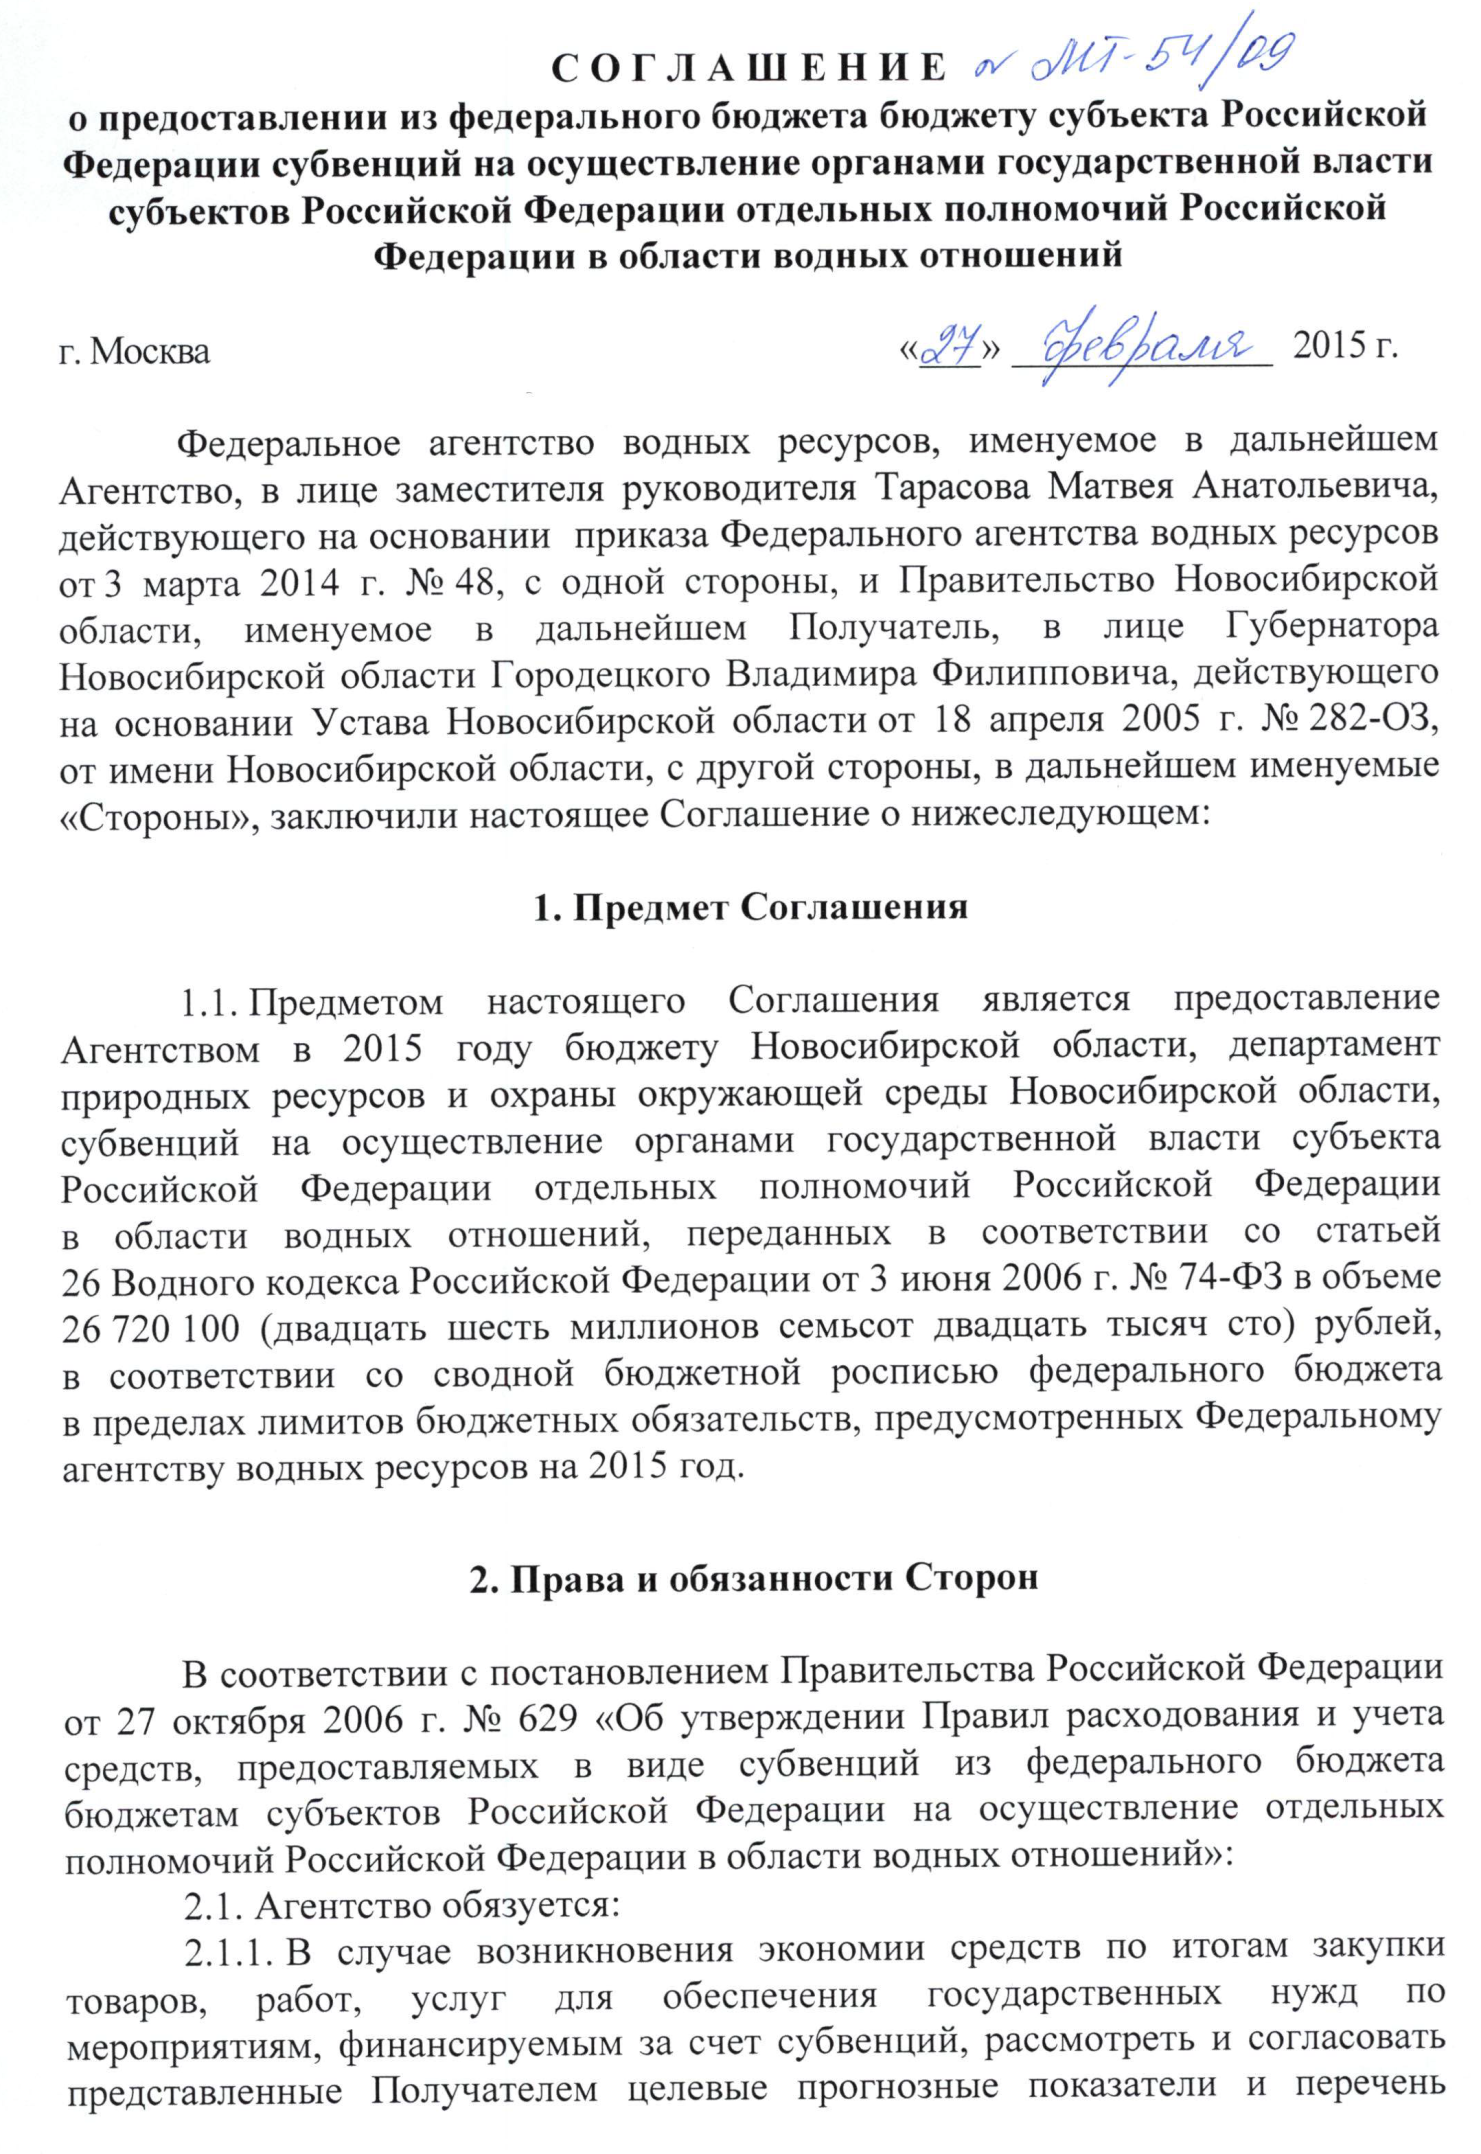 СОГЛАШЕНИЕ № МТ-54/09
о предоставлении из федерального бюджета бюджету субъекта Российской
Федерации субвенций на осуществление органами государственной власти
субъектов Российской Федерации отдельных полномочий Российской
Федерации в области водных отношений
г. Москва «27» февраля 2015 г.
Федеральное агентство водных ресурсов, именуемое в дальнейшем
Агентство, в лице заместителя руководителя Тарасова Матвея Анатольевича,
действующего на основании приказа Федерального агентства водных ресурсов
от 3 марта 2014 г. № 48, с одной стороны, и Правительство Новосибирской
области, именуемое в дальнейшем Получатель, в лице Губернатора
Новосибирской области Городецкого Владимира Филипповича, действующего
на основании Устава Новосибирской области от 18 апреля 2005 г. № 282-ОЗ,
от имени Новосибирской области, с другой стороны, в дальнейшем именуемые
«Стороны», заключили настоящее Соглашение о нижеследующем:
1. Предмет Соглашения
1.1. Предметом настоящего Соглашения является предоставление
Агентством в 2015 году бюджету Новосибирской области, департамент
природных ресурсов и охраны окружающей среды Новосибирской области,
субвенций на осуществление органами государственной власти субъекта
Российской Федерации отдельных полномочий Российской Федерации
в области водных отношений, переданных в соответствии со статьей
26 Водного кодекса Российской Федерации от 3 июня 2006 г. № 74-ФЗ в объеме
26 720 100 (двадцать шесть миллионов семьсот двадцать тысяч сто) рублей,
в соответствии со сводной бюджетной росписью федерального бюджета
в пределах лимитов бюджетных обязательств, предусмотренных Федеральному
агентству водных ресурсов на 2015 год.
2. Права и обязанности Сторон
В соответствии с постановлением Правительства Российской Федерации
от 27 октября 2006 г. № 629 «Об утверждении Правил расходования и учета
средств, предоставляемых в виде субвенций из федерального бюджета
бюджетам субъектов Российской Федерации на осуществление отдельных
полномочий Российской Федерации в области водных отношений»:
2.1. Агентство обязуется:
2.1.1. В случае возникновения экономии средств по итогам закупки
товаров, работ, услуг для обеспечения государственных нужд по
мероприятиям, финансируемым за счет субвенций, рассмотреть и согласовать
представленные Получателем целевые прогнозные показатели и перечень